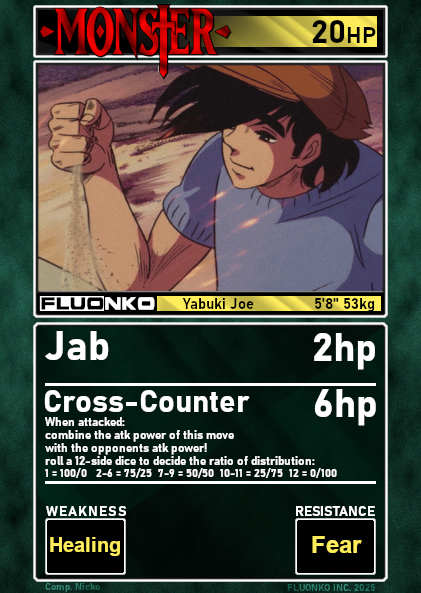 MONSTER
20HP
FLUONKO Yabuki Joe 5'8" 53kg
Jab 2hp
Cross-Counter 6hp
When attacked:
combine the atk power of this move
with the opponents atk power!
roll a 12-side dice to decide the ratio of distribution:
1 = 100/0 2-6 = 75/25 7-9 = 50/50 10-11 = 25/75 12 = 0/100
WEAKNESS RESISTANCE
Healing Fear
Comp. Nicko FLUONKO INC. 2025